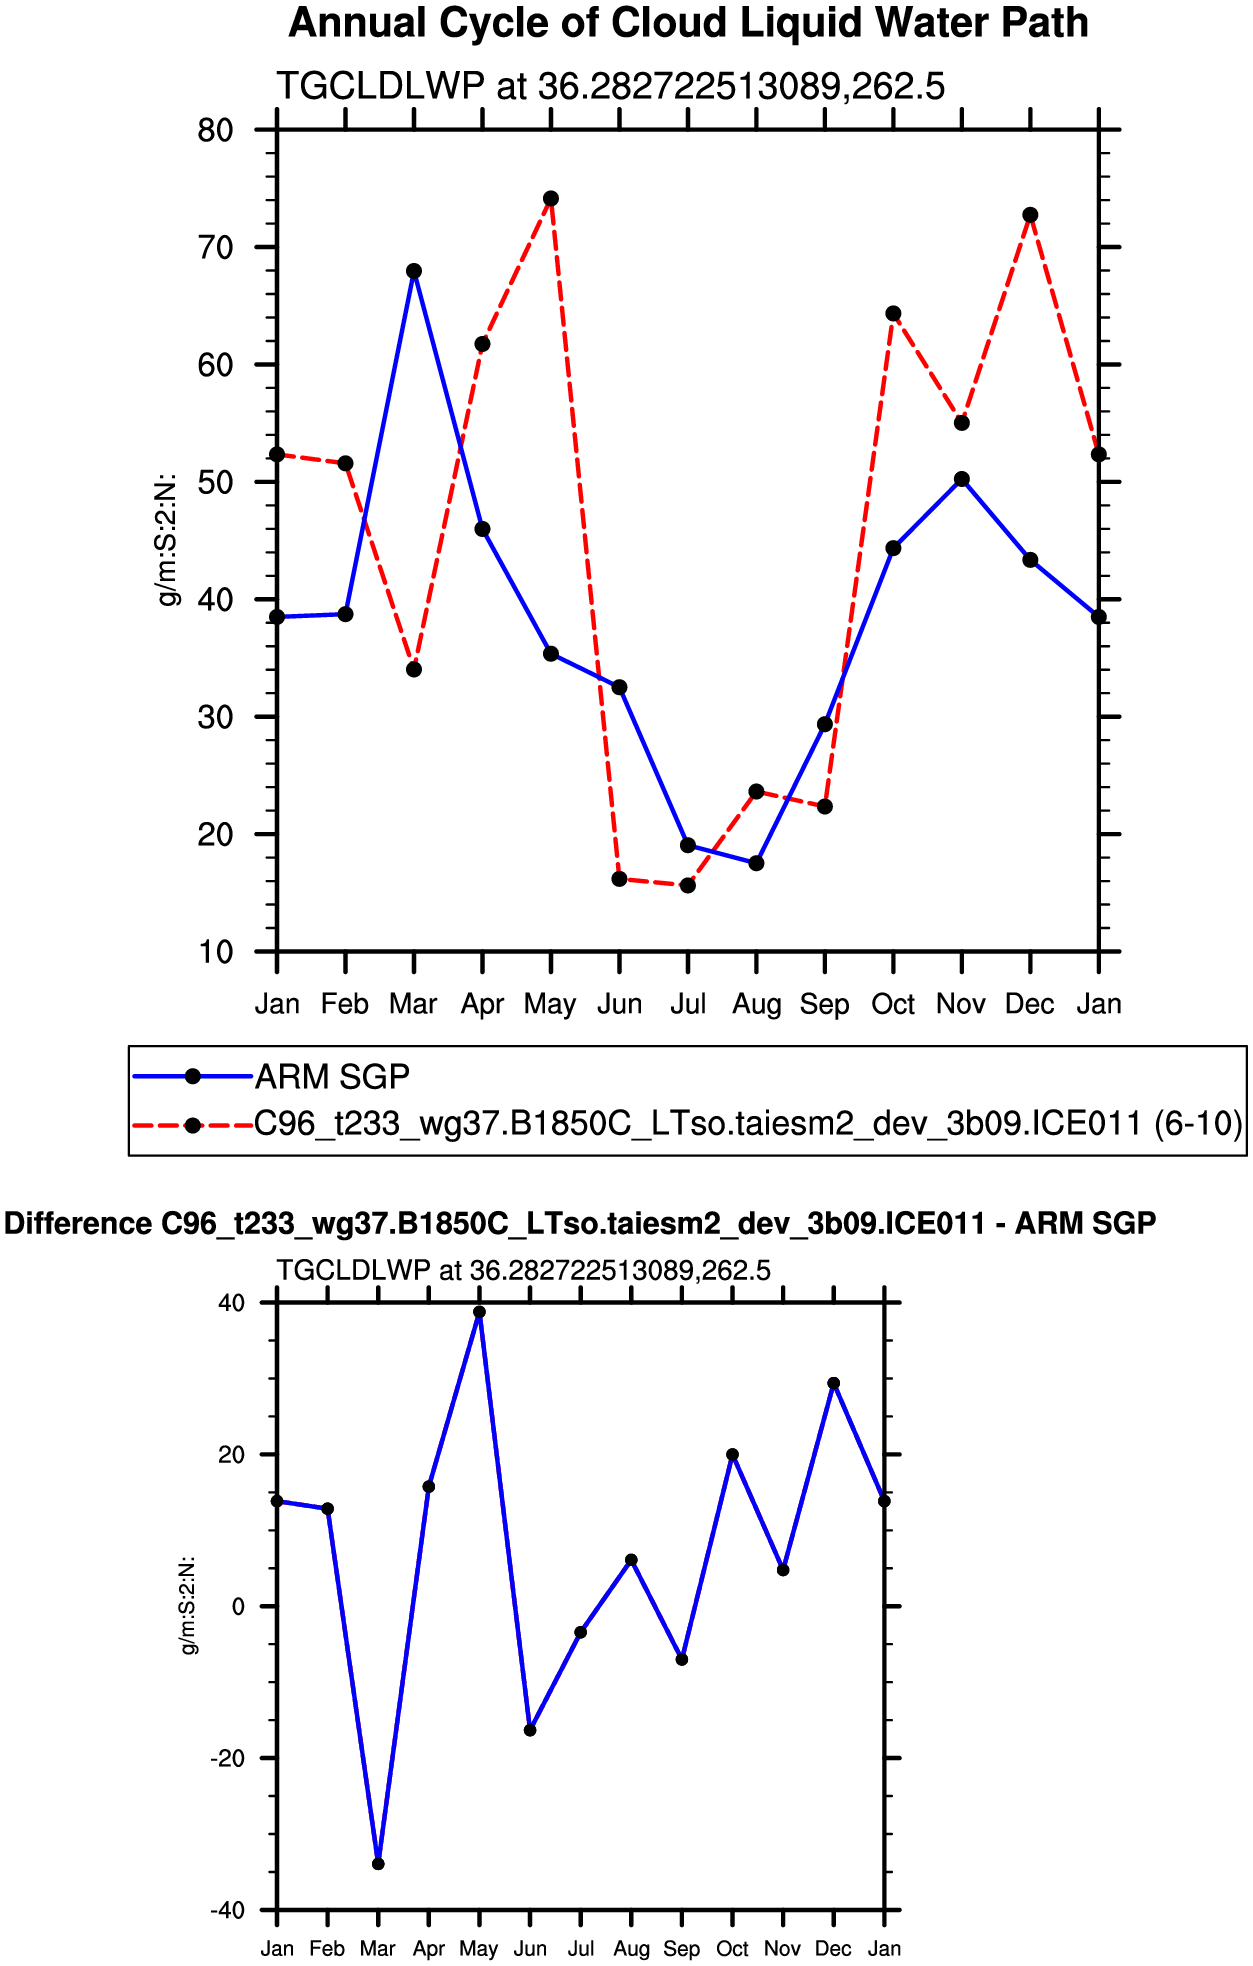 Annual Cycle of Cloud Liquid Water Path
TGCLDLWP at 36.282722513089,262.5
80
70
60
50
40
30
20
10
g/m:S:2:N:
Jan Feb Mar Apr May Jun Jul Aug Sep Oct Nov Dec Jan
ARM SGP
C96_t233_wg37.B1850C_LTso.taiesm2_dev_3b09.ICE011 (6-10)
Difference C96_t233_wg37.B1850C_LTso.taiesm2_dev_3b09.ICE011 - ARM SGP
TGCLDLWP at 36.282722513089,262.5
40
20
0
-20
-40
g/m:S:2:N:
Jan Feb Mar Apr May Jun Jul Aug Sep Oct Nov Dec Jan